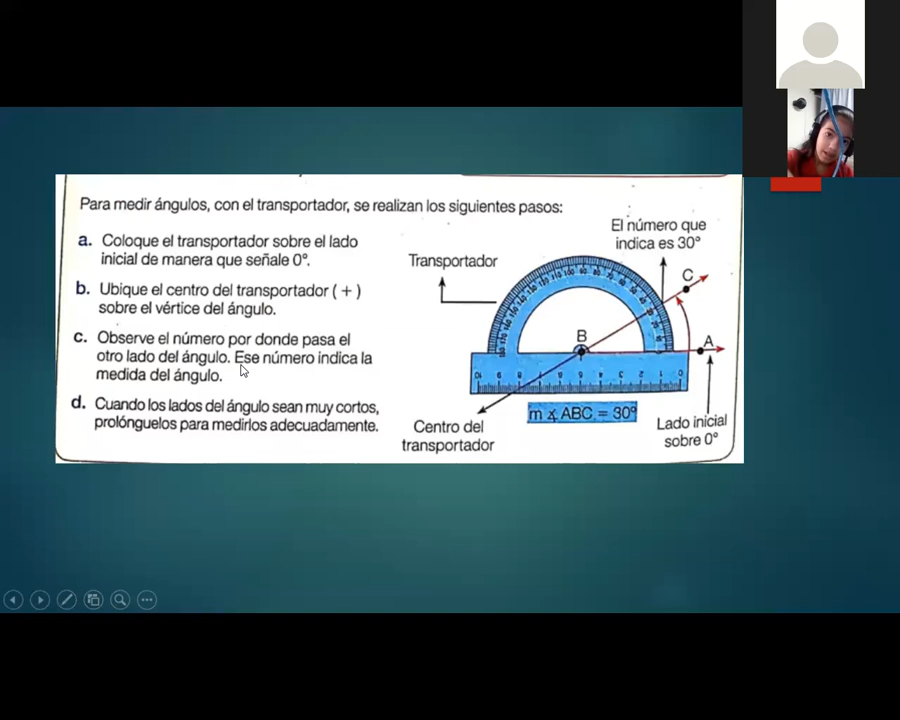 Para medir ángulos, con el transportador, se realizan los siguientes pasos:
a. Coloque el transportador sobre el lado
inicial de manera que señale 0°.
b. Ubique el centro del transportador ( + )
sobre el vértice del ángulo.
c. Observe el número por donde pasa el
otro lado del ángulo. Ese número indica la
medida del ángulo.
d. Cuando los lados del ángulo sean muy cortos,
prolónguelos para medirlos adecuadamente.
El número que
indica es 30°
Transportador
C
B
A
m ∡ ABC = 30°
Centro del
transportador
Lado inicial
sobre 0°